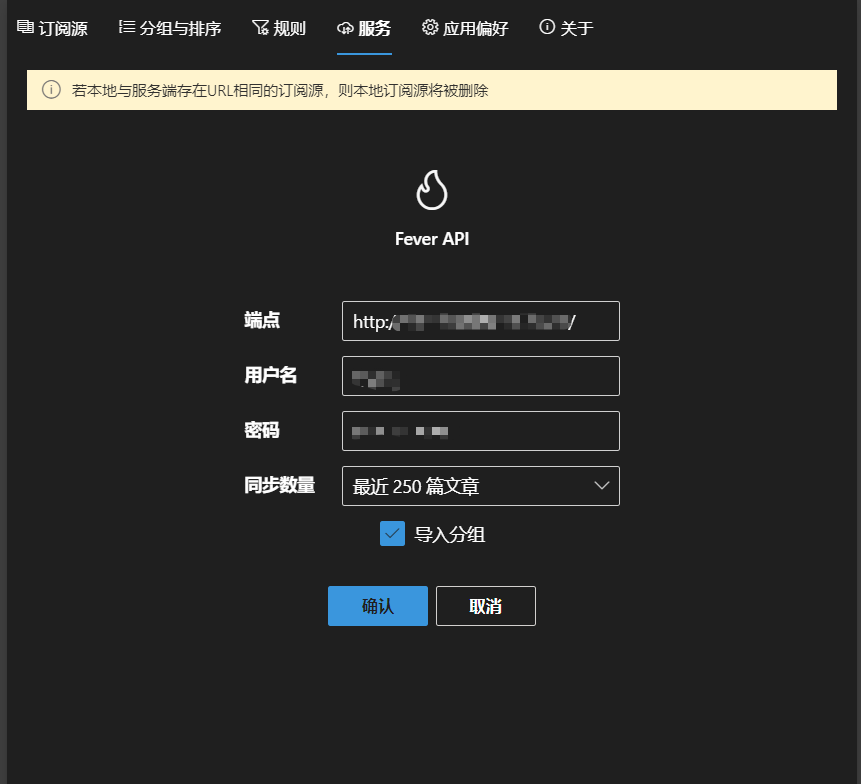 订阅源 分组与排序 规则 服务 应用偏好 关于
若本地与服务端存在URL相同的订阅源，则本地订阅源将被删除
Fever API
端点 http:/ /
用户名
密码
同步数量 最近 250 篇文章
导入分组
确认 取消